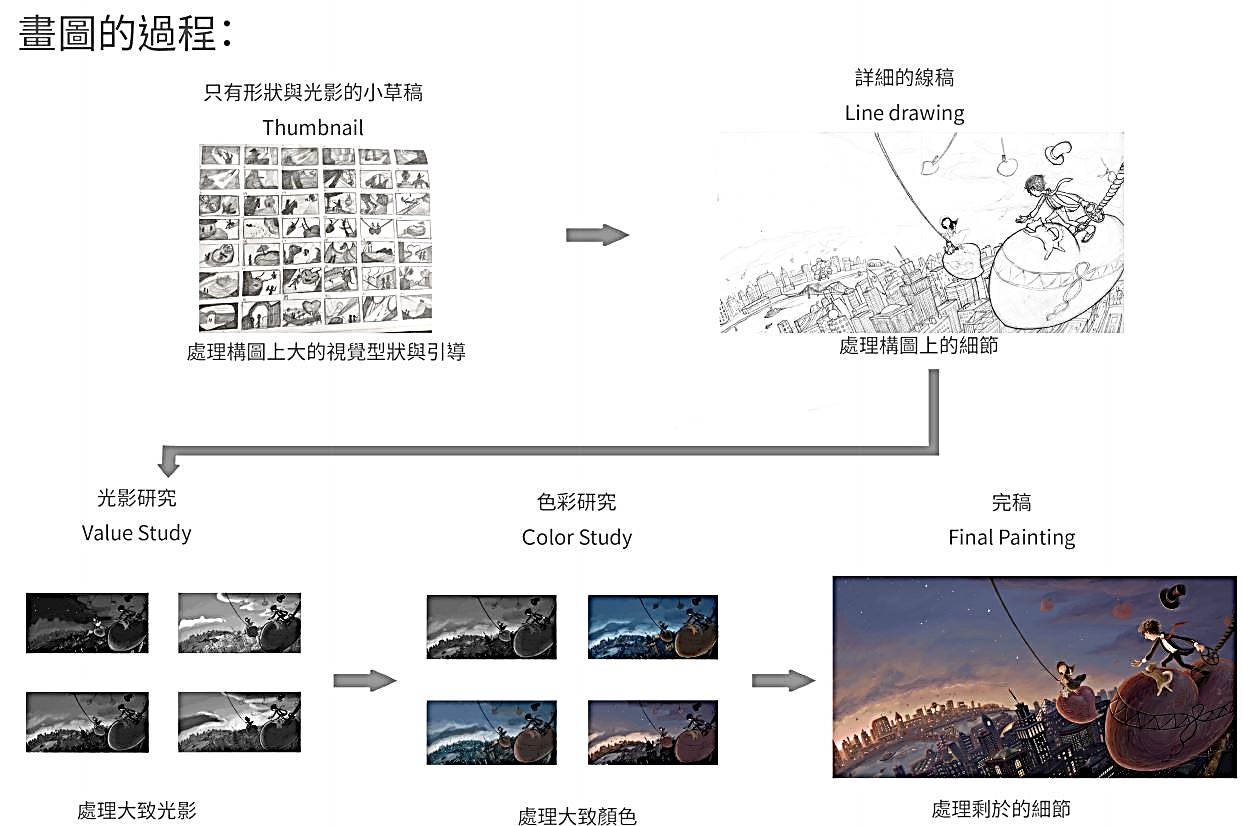 畫圖的過程：
只有形狀與光影的小草稿
Thumbnail
處理構圖上大的視覺型狀與引導
詳細的線稿
Line drawing
處理構圖上的細節
光影研究
Value Study
處理大致光影
色彩研究
Color Study
處理大致顏色
完稿
Final Painting
處理剩於的細節